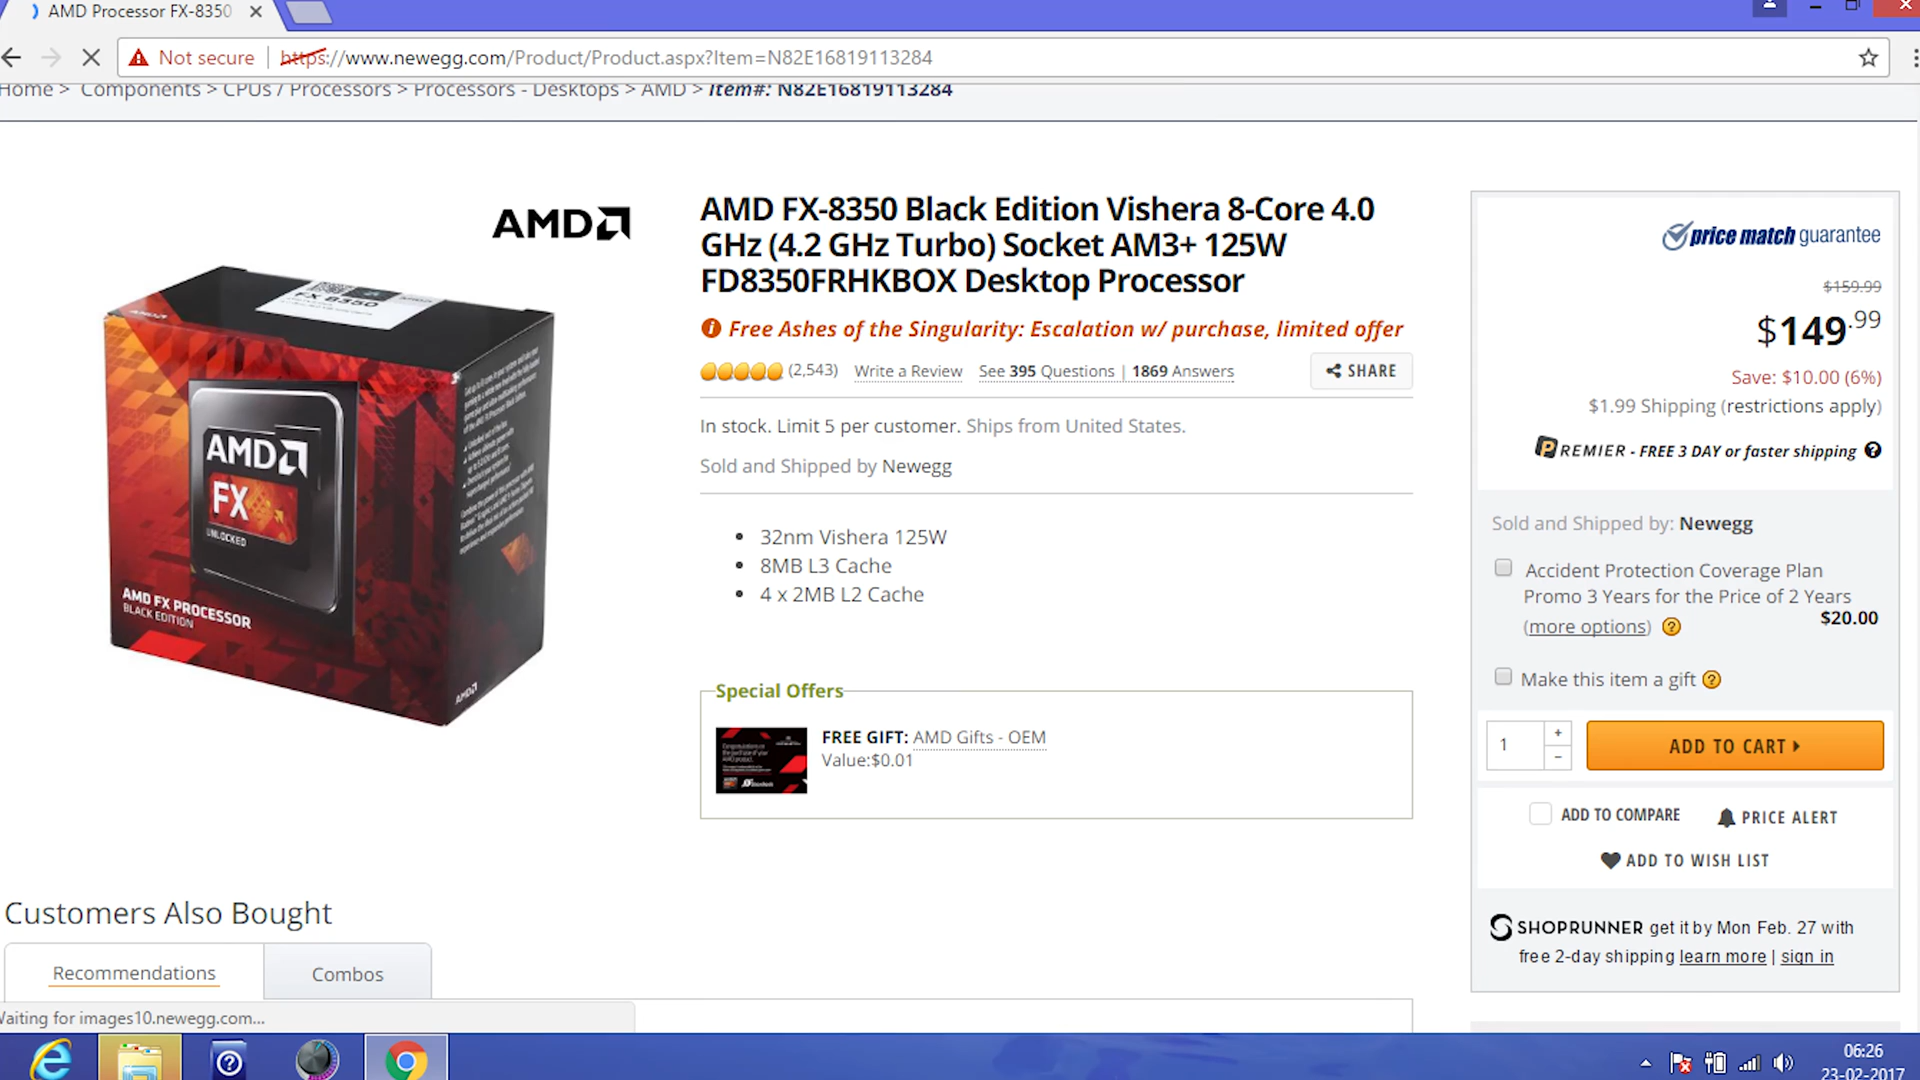 AMD Processor FX-8350
Not secure
https://www.newegg.com/Product/Product.aspx?Item=N82E16819113284
Home > Components > CPUs / Processors > Processors - Desktops > AMD > Item#: N82E16819113284
AMD
AMD FX-8350 Black Edition Vishera 8-Core 4.0
GHz (4.2 GHz Turbo) Socket AM3+ 125W
FD8350FRHKBOX Desktop Processor
Free Ashes of the Singularity: Escalation w/ purchase, limited offer
(2,543) Write a Review See 395 Questions | 1869 Answers
SHARE
In stock. Limit 5 per customer. Ships from United States.
Sold and Shipped by Newegg
32nm Vishera 125W
8MB L3 Cache
4 x 2MB L2 Cache
Special Offers
FREE GIFT: AMD Gifts - OEM
Value:$0.01
FX 8350
AMD
AMD
FX
UNLOCKED
AMD FX PROCESSOR
BLACK EDITION
AMD
price match guarantee
$159.99
$149.99
Save: $10.00 (6%)
$1.99 Shipping (restrictions apply)
PREMIER - FREE 3 DAY or faster shipping
Sold and Shipped by: Newegg
Accident Protection Coverage Plan
Promo 3 Years for the Price of 2 Years
$20.00
(more options)
Make this item a gift
1
ADD TO CART
ADD TO COMPARE
PRICE ALERT
ADD TO WISH LIST
SHOPRUNNER get it by Mon Feb. 27 with
free 2-day shipping learn more | sign in
Customers Also Bought
Recommendations
Combos
Waiting for images10.newegg.com...
06:26
23-02-2017